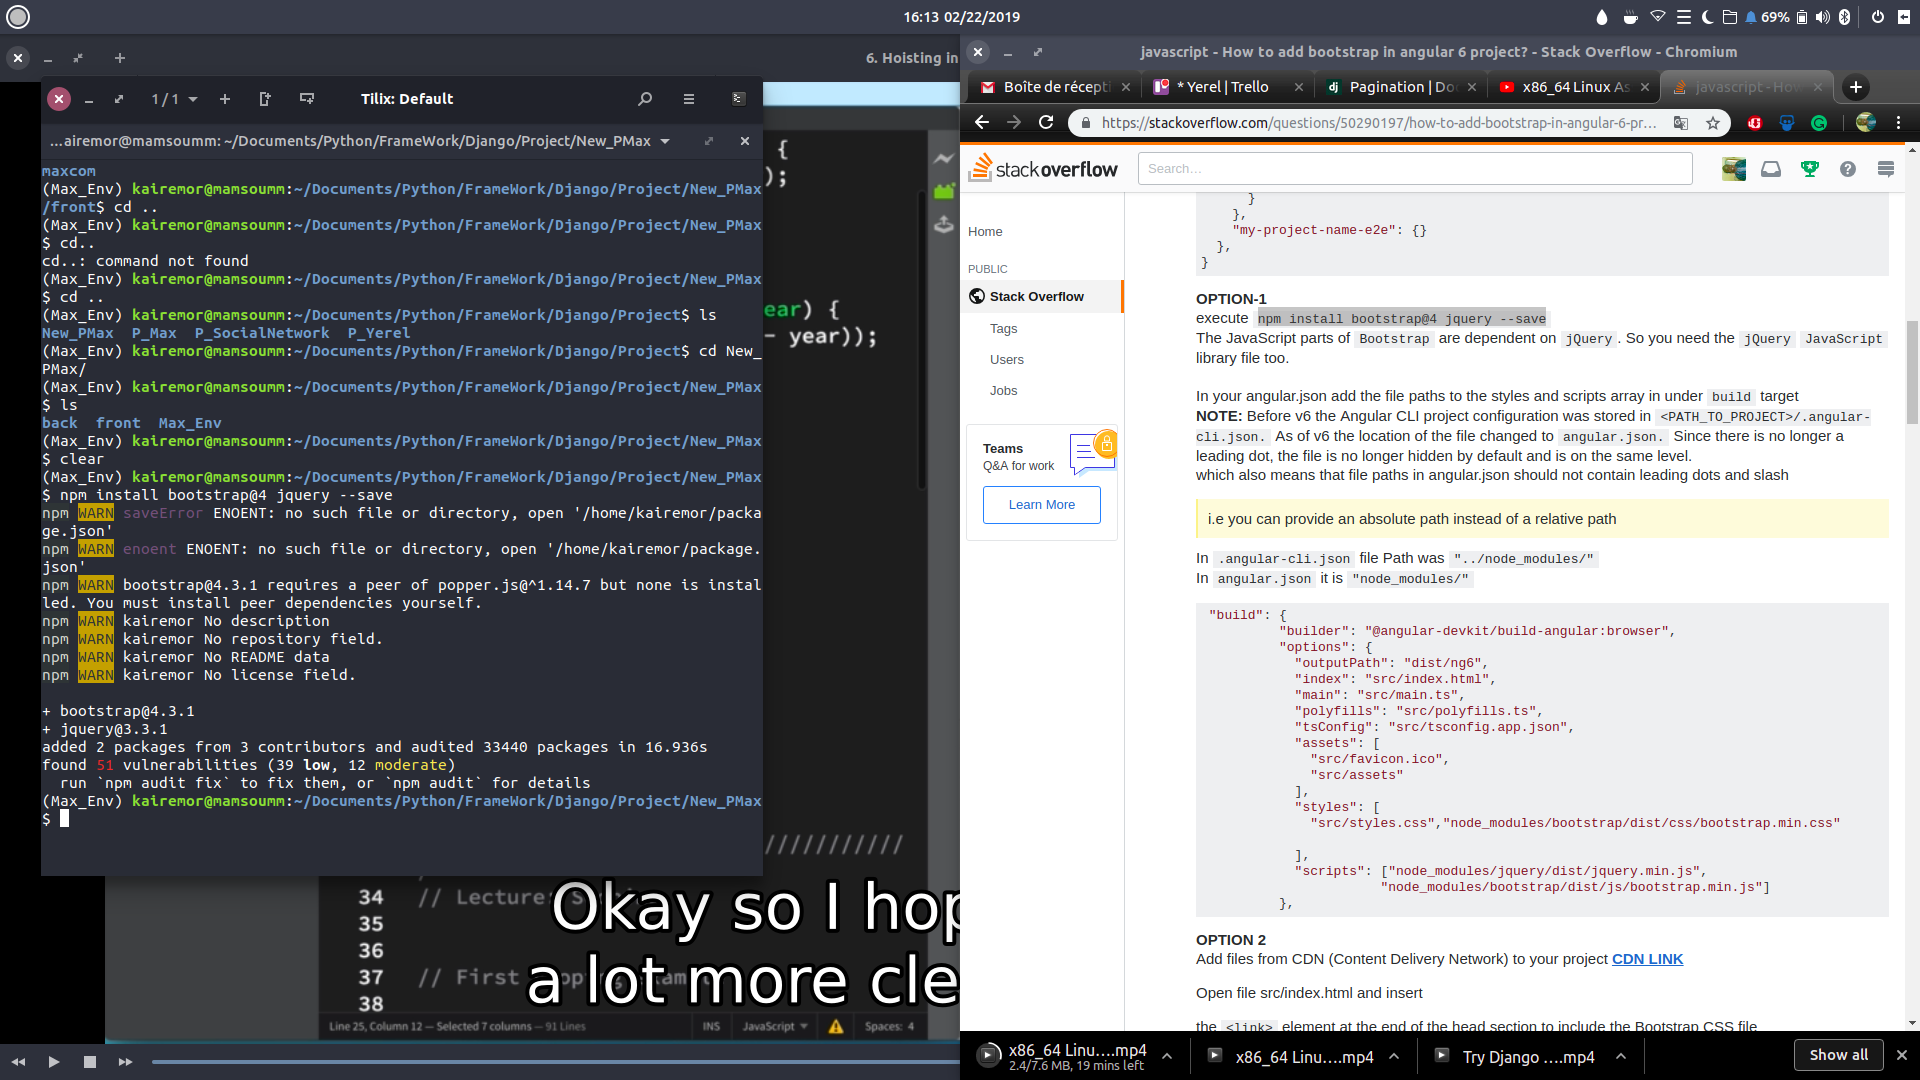 16:13 02/22/2019
69%
6. Hoisting in
1 / 1
Tilix: Default
...airemor@mamsoumm: ~/Documents/Python/FrameWork/Django/Project/New_PMax
maxcom
(Max_Env) kairemor@mamsoumm:~/Documents/Python/FrameWork/Django/Project/New_PMax
/front$ cd ..
(Max_Env) kairemor@mamsoumm:~/Documents/Python/FrameWork/Django/Project/New_PMax
$ cd..
cd..: command not found
(Max_Env) kairemor@mamsoumm:~/Documents/Python/FrameWork/Django/Project/New_PMax
$ cd ..
(Max_Env) kairemor@mamsoumm:~/Documents/Python/FrameWork/Django/Project$ ls
New_PMax  P_Max  P_SocialNetwork  P_Yerel
(Max_Env) kairemor@mamsoumm:~/Documents/Python/FrameWork/Django/Project$ cd New_
PMax/
(Max_Env) kairemor@mamsoumm:~/Documents/Python/FrameWork/Django/Project/New_PMax
$ ls
back  front  Max_Env
(Max_Env) kairemor@mamsoumm:~/Documents/Python/FrameWork/Django/Project/New_PMax
$ clear
(Max_Env) kairemor@mamsoumm:~/Documents/Python/FrameWork/Django/Project/New_PMax
$ npm install bootstrap@4 jquery --save
npm WARN saveError ENOENT: no such file or directory, open '/home/kairemor/packa
ge.json'
npm WARN enoent ENOENT: no such file or directory, open '/home/kairemor/package.
json'
npm WARN bootstrap@4.3.1 requires a peer of popper.js@^1.14.7 but none is instal
led. You must install peer dependencies yourself.
npm WARN kairemor No description
npm WARN kairemor No repository field.
npm WARN kairemor No README data
npm WARN kairemor No license field.
+ bootstrap@4.3.1
+ jquery@3.3.1
added 2 packages from 3 contributors and audited 33440 packages in 16.936s
found 51 vulnerabilities (39 low, 12 moderate)
run `npm audit fix` to fix them, or `npm audit` for details
(Max_Env) kairemor@mamsoumm:~/Documents/Python/FrameWork/Django/Project/New_PMax
$
{
);
ear) {
- year));
///////////
34 // Lecture:
35
36
37 // First
38
Okay so I hop
a lot more cle
Line 25, Column 12 — Selected 7 columns — 91 Lines
INS
JavaScript
Spaces: 4
javascript - How to add bootstrap in angular 6 project? - Stack Overflow - Chromium
Boîte de récepti
* Yerel | Trello
Pagination | Do
x86_64 Linux As
javascript - How
https://stackoverflow.com/questions/50290197/how-to-add-bootstrap-in-angular-6-pr...
stackoverflow
Search...
Home
PUBLIC
Stack Overflow
Tags
Users
Jobs
Teams
Q&A for work
Learn More
}
},
"my-project-name-e2e": {}
},
}
OPTION-1
execute npm install bootstrap@4 jquery --save
The JavaScript parts of Bootstrap are dependent on jQuery . So you need the jQuery JavaScript
library file too.
In your angular.json add the file paths to the styles and scripts array in under build target
NOTE: Before v6 the Angular CLI project configuration was stored in <PATH_TO_PROJECT>/.angular-
cli.json. As of v6 the location of the file changed to angular.json. Since there is no longer a
leading dot, the file is no longer hidden by default and is on the same level.
which also means that file paths in angular.json should not contain leading dots and slash
i.e you can provide an absolute path instead of a relative path
In .angular-cli.json file Path was "../node_modules/"
In angular.json it is "node_modules/"
"build": {
"builder": "@angular-devkit/build-angular:browser",
"options": {
"outputPath": "dist/ng6",
"index": "src/index.html",
"main": "src/main.ts",
"polyfills": "src/polyfills.ts",
"tsConfig": "src/tsconfig.app.json",
"assets": [
"src/favicon.ico",
"src/assets"
],
"styles": [
"src/styles.css","node_modules/bootstrap/dist/css/bootstrap.min.css"
],
"scripts": ["node_modules/jquery/dist/jquery.min.js",
"node_modules/bootstrap/dist/js/bootstrap.min.js"]
},
OPTION 2
Add files from CDN (Content Delivery Network) to your project CDN LINK
Open file src/index.html and insert
the <link> element at the end of the head section to include the Bootstrap CSS file
x86_64 Linu....mp4
2.4/7.6 MB, 19 mins left
x86_64 Linu....mp4
Try Django ....mp4
Show all